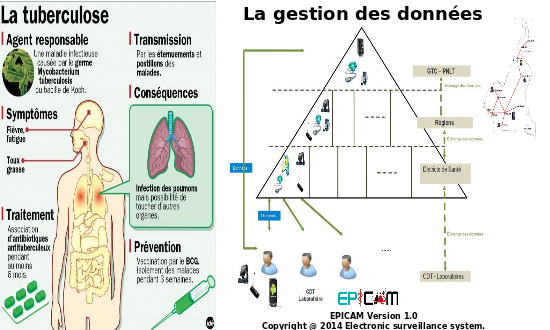 La tuberculose
Agent responsable
Une maladie infectieuse
causée par le germe
Mycobacterium
tuberculosis
ou bacille de Koch.
Symptômes
Fièvre,
fatigue
Toux
grasse
Traitement
Association
d'antibiotiques
antituberculeux
pendant
au moins
6 mois.
Transmission
Par les éternuements et
postillons des
malades.
Conséquences
Infection des poumons
mais possibilité de
toucher d'autres
organes.
Prévention
Vaccination par le BCG.
Isolement des malades
pendant 3 semaines.
La gestion des données
GTC – PNLT
Echange des données
Régions
Echange des données
Districts de Santé
Echange des données
CDT - Laboratoires
Données
Données
CDT
Laboratoire
EPICAM
EPICAM Version 1.0
Copyright @ 2014 Electronic surveillance system.